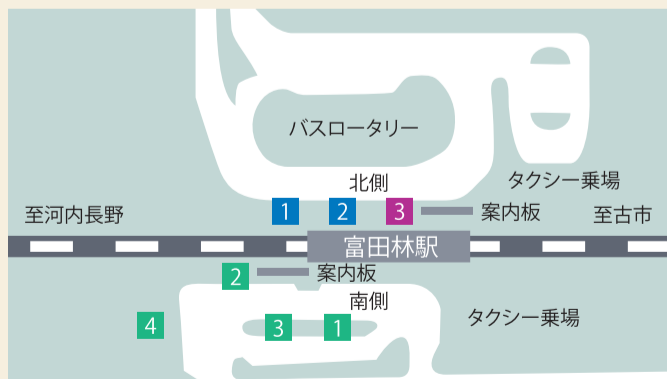 バスロータリー
北側
タクシー乗場
1
2
3
案内板
至河内長野
至古市
富田林駅
2
案内板
南側
4
3
1
タクシー乗場